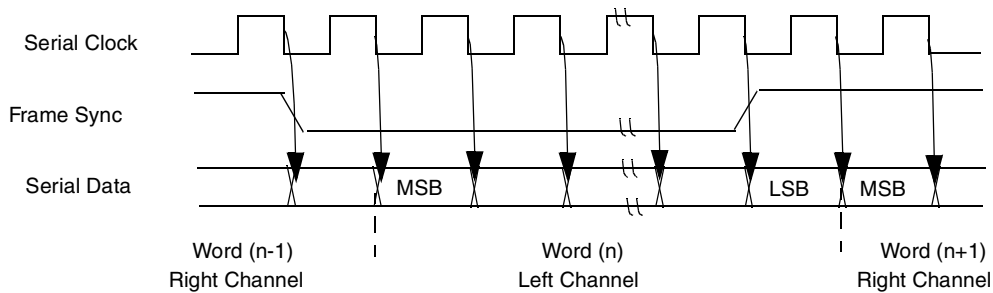 Serial Clock
Frame Sync
Serial Data
MSB
LSB
MSB
Word (n-1)
Right Channel
Word (n)
Left Channel
Word (n+1)
Right Channel